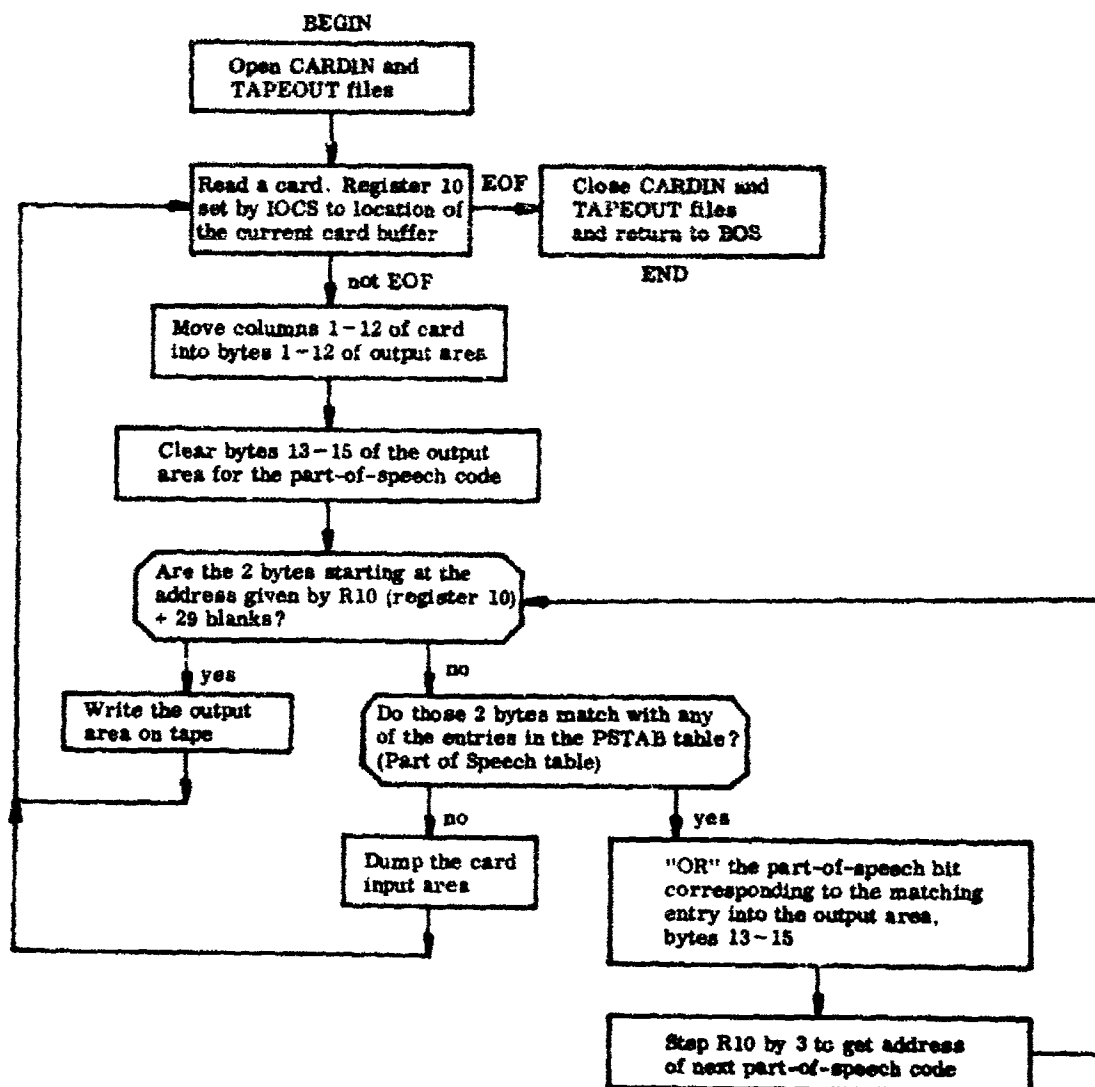 BEGIN
Open CARDIN and
TAPEOUT files
Read a card. Register 10
set by IOCS to location of
the current card buffer
EOF
Close CARDIN and
TAPEOUT files
and return to BOS
END
not EOF
Move columns 1-12 of card
into bytes 1-12 of output area
Clear bytes 13-15 of the output
area for the part-of-speech code
Are the 2 bytes starting at the
address given by R10 (register 10)
+ 29 blanks?
yes
no
Write the output
area on tape
Do those 2 bytes match with any
of the entries in the PSTAB table?
(Part of Speech table)
no
yes
Dump the card
input area
"OR" the part-of-speech bit
corresponding to the matching
entry into the output area,
bytes 13-15
Step R10 by 3 to get address
of next part-of-speech code